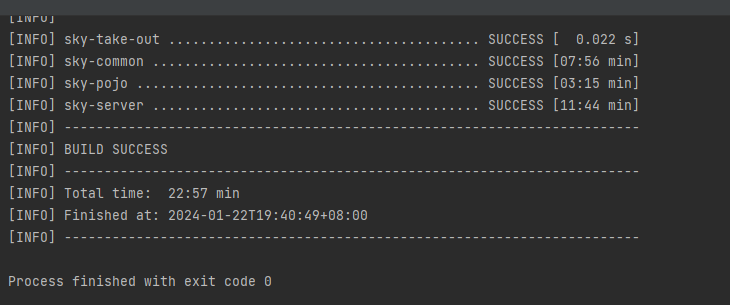 [INFO]
[INFO] sky-take-out ....................................... SUCCESS [  0.022 s]
[INFO] sky-common ......................................... SUCCESS [07:56 min]
[INFO] sky-pojo ........................................... SUCCESS [03:15 min]
[INFO] sky-server ......................................... SUCCESS [11:44 min]
[INFO] ------------------------------------------------------------------------
[INFO] BUILD SUCCESS
[INFO] ------------------------------------------------------------------------
[INFO] Total time:  22:57 min
[INFO] Finished at: 2024-01-22T19:40:49+08:00
[INFO] ------------------------------------------------------------------------
Process finished with exit code 0